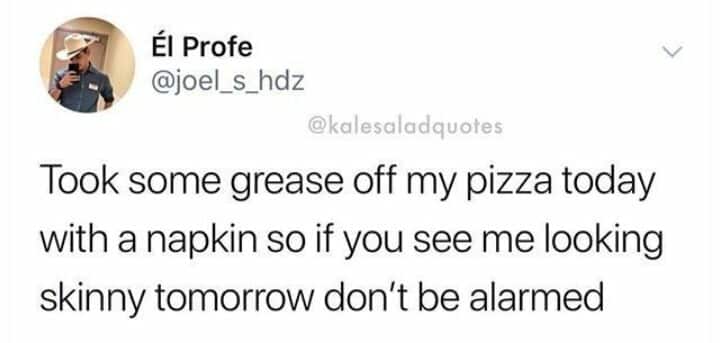 Él Profe
@joel_s_hdz
@kalesaladquotes
Took some grease off my pizza today
with a napkin so if you see me looking
skinny tomorrow don't be alarmed